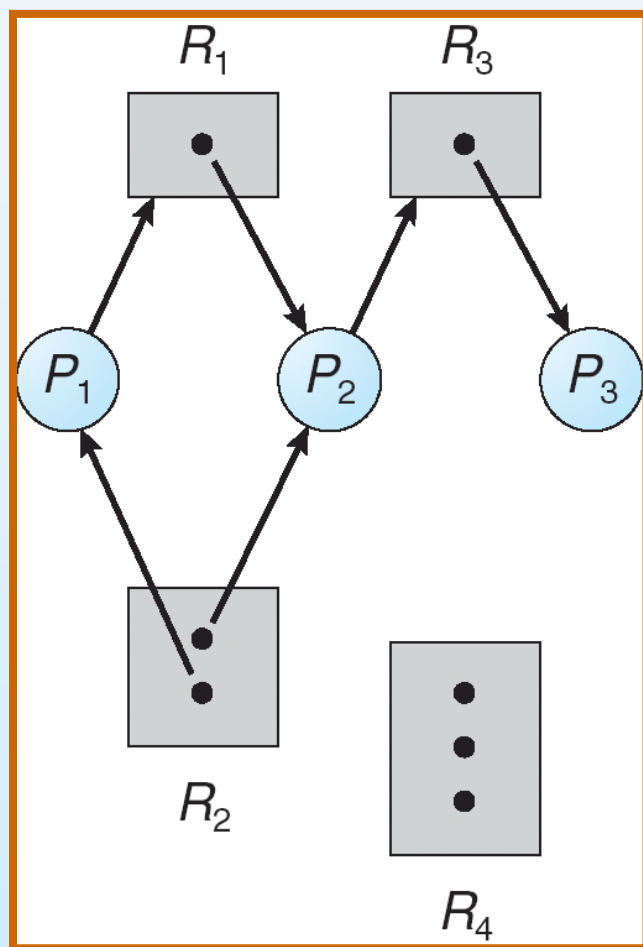 R₁ R₃
P₁ P₂ P₃
R₂
R₄